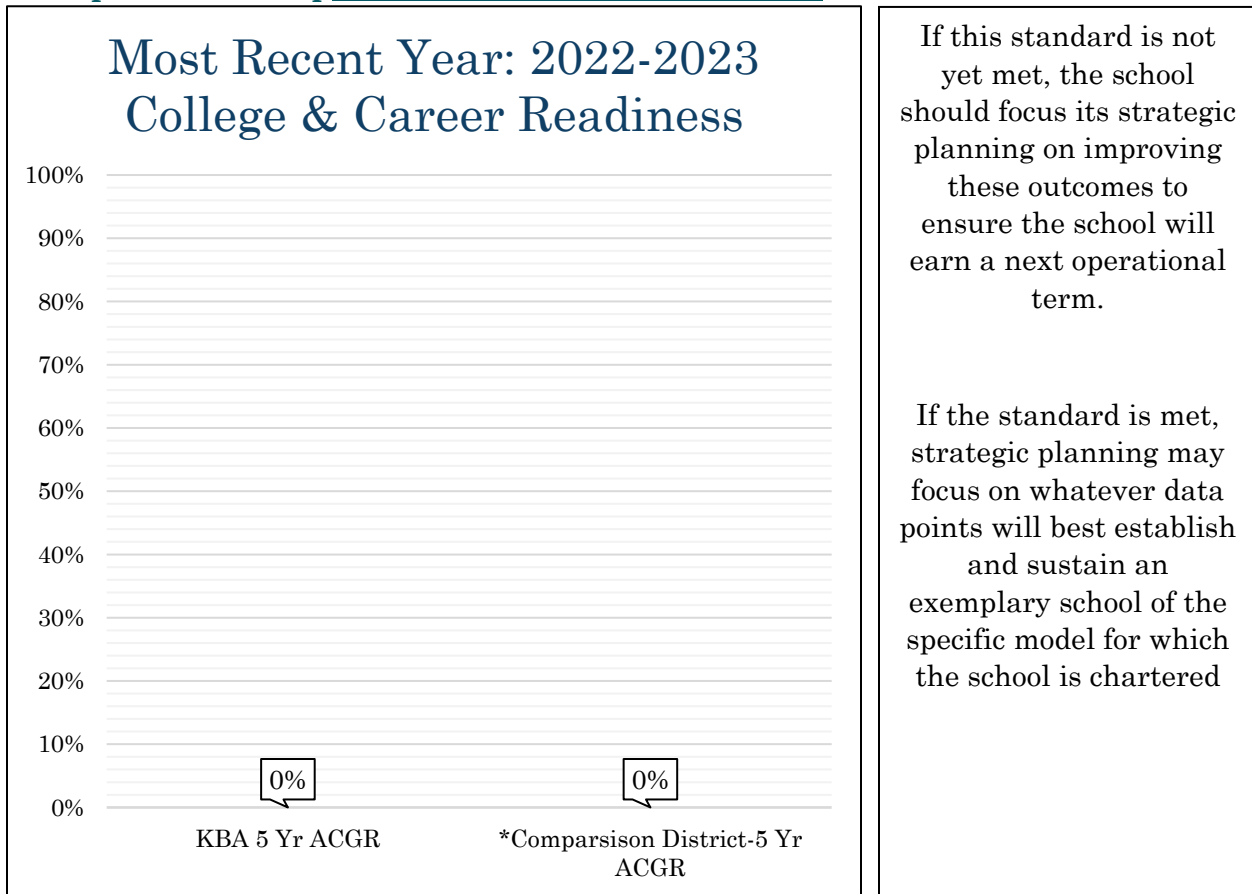 Most Recent Year: 2022-2023
College & Career Readiness
100%
90%
80%
70%
60%
50%
40%
30%
20%
10%
0%
0%
0%
KBA 5 Yr ACGR
*Comparsison District-5 Yr
ACGR
If this standard is not
yet met, the school
should focus its strategic
planning on improving
these outcomes to
ensure the school will
earn a next operational
term.
If the standard is met,
strategic planning may
focus on whatever data
points will best establish
and sustain an
exemplary school of the
specific model for which
the school is chartered